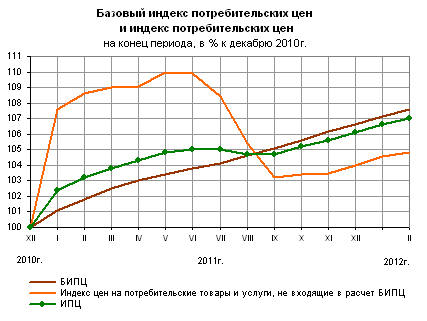 Базовый индекс потребительских цен
и индекс потребительских цен
на конец периода, в % к декабрю 2010г.
111
110
109
108
107
106
105
104
103
102
101
100
XII I II III IV V VI VII VIII IX X XI XII I II
2010г. 2011г. 2012г.
БИПЦ
Индекс цен на потребительские товары и услуги, не входящие в расчет БИПЦ
ИПЦ